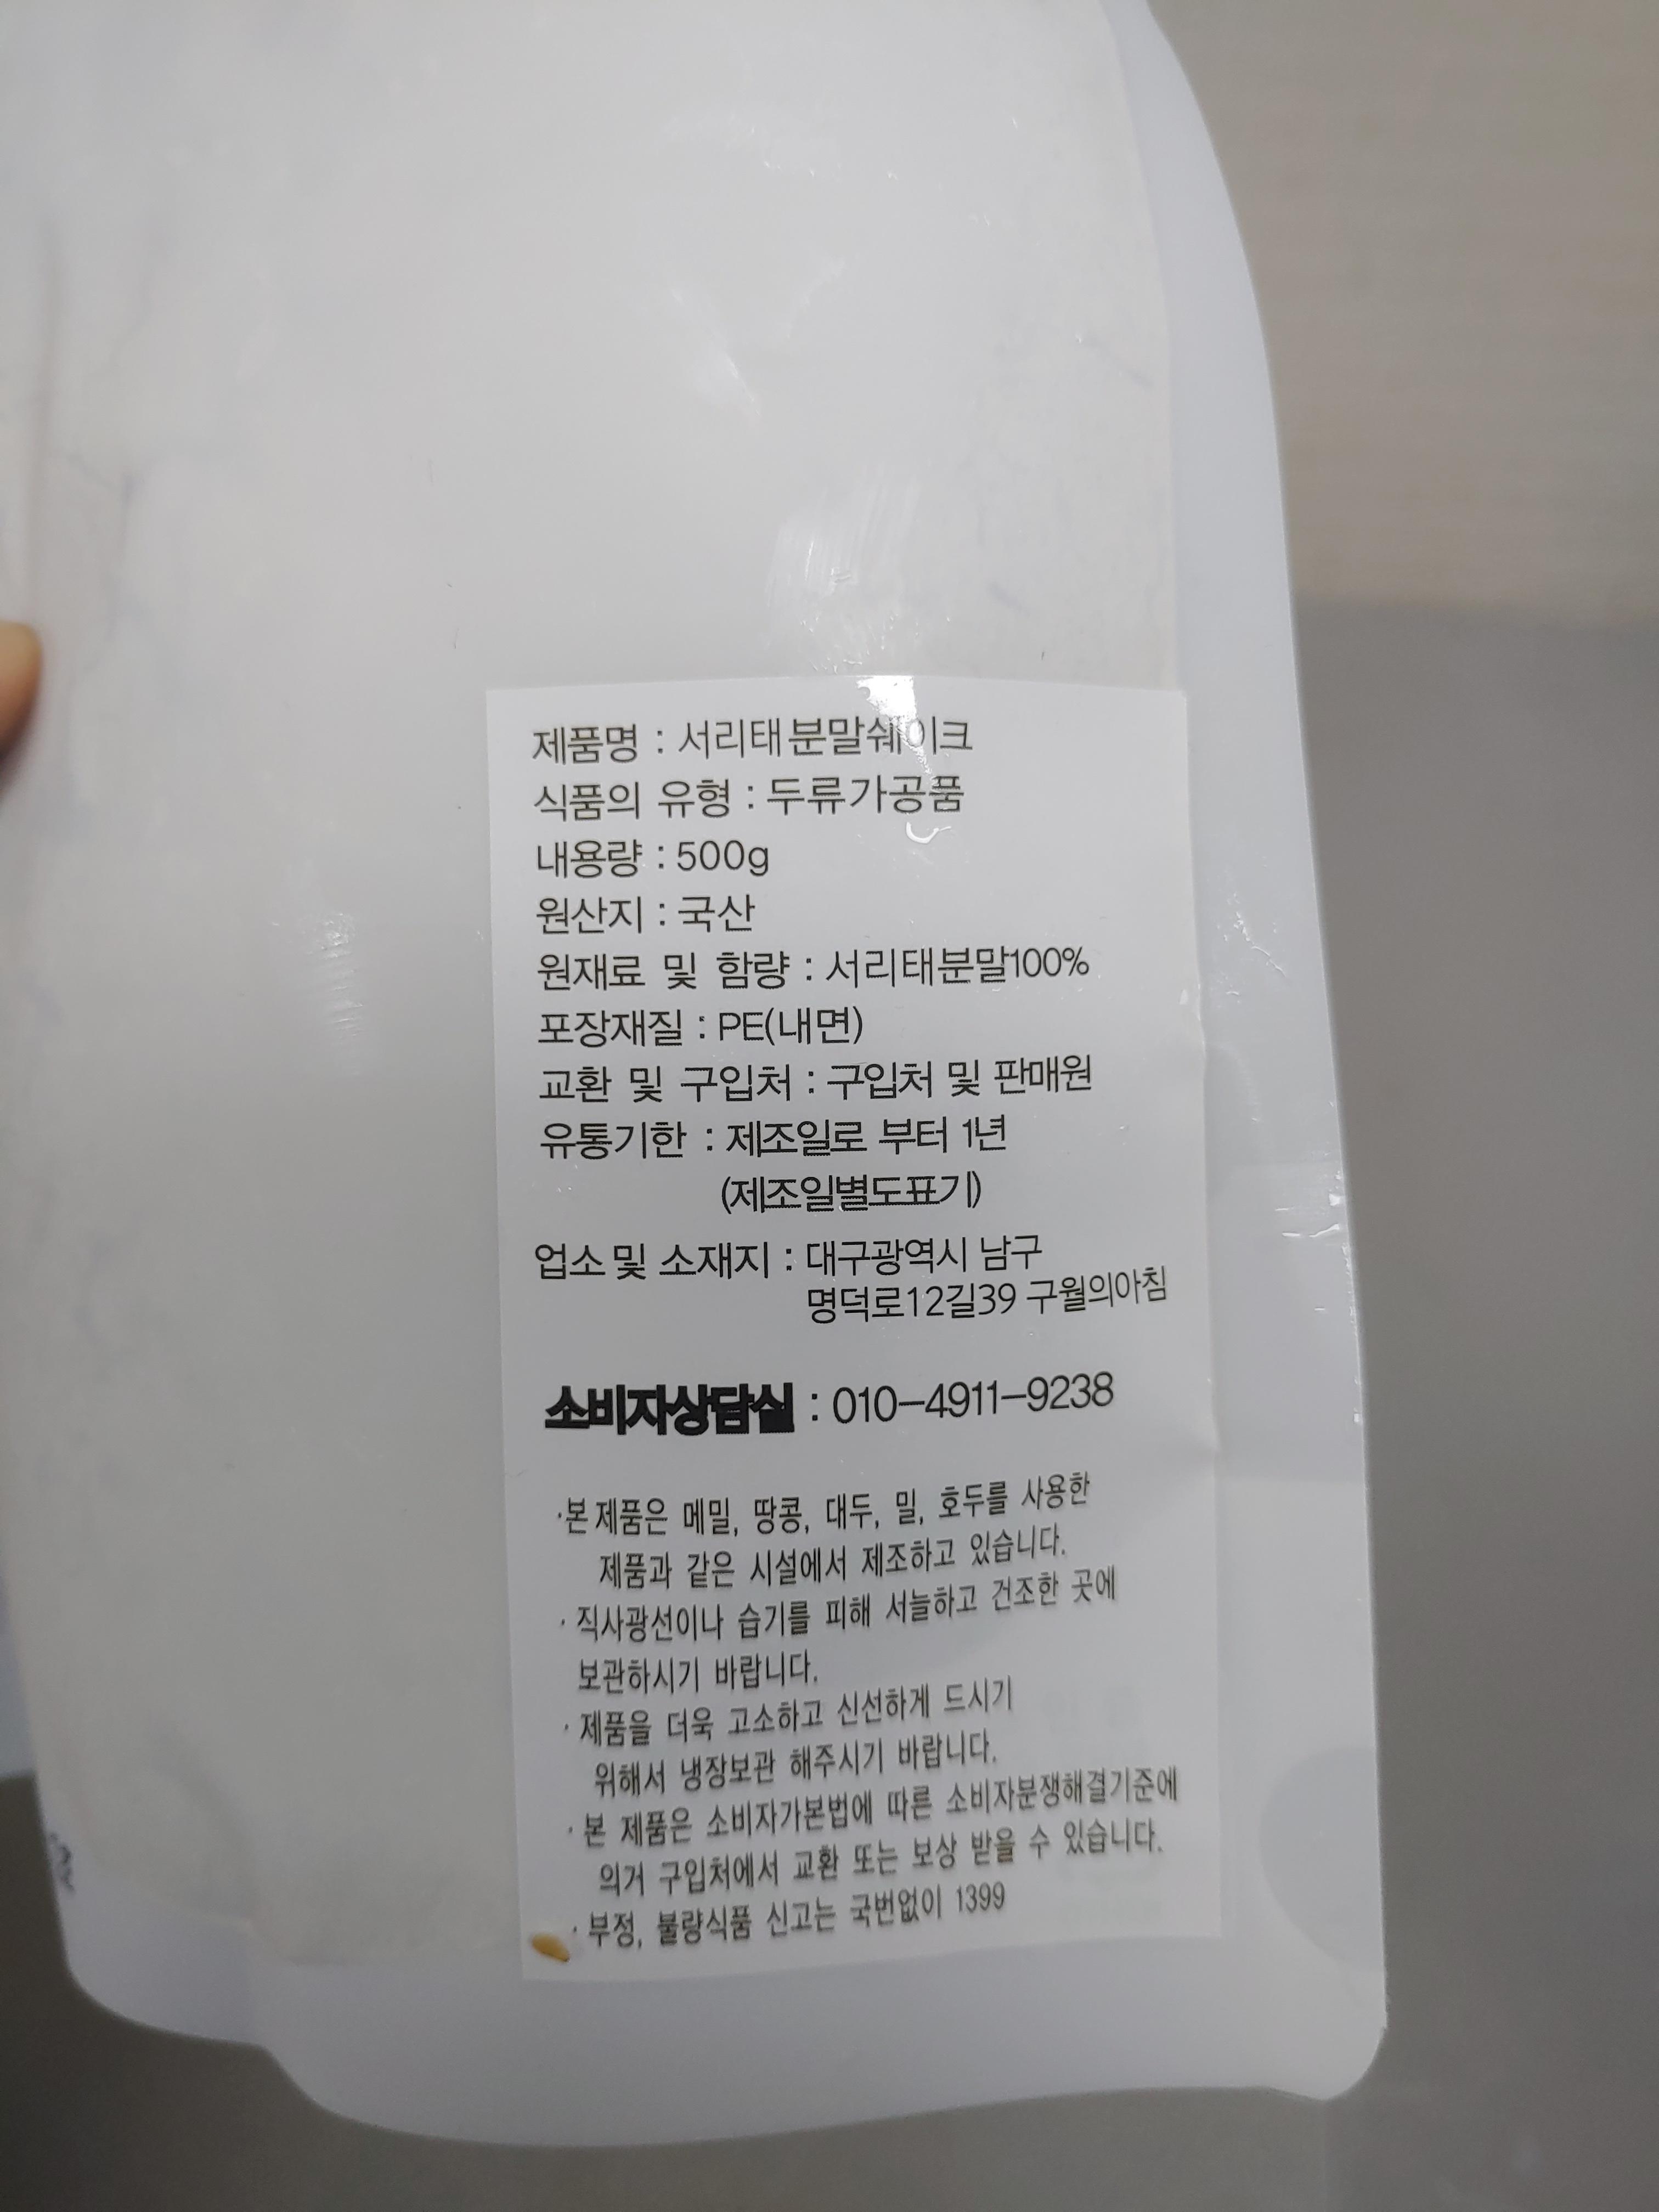 제품명 : 서리태분말쉐이크
식품의 유형 : 두류가공품
내용량 : 500g
원산지 : 국산
원재료 및 함량 : 서리태분말100%
포장재질 : PE(내면)
교환 및 구입처 : 구입처 및 판매원
유통기한 : 제조일로 부터 1년
(제조일별도표기)
업소 및 소재지 : 대구광역시 남구
명덕로12길39 구월의아침
소비자상담실 : 010-4911-9238
·본 제품은 메밀, 땅콩, 대두, 밀, 호두를 사용한
제품과 같은 시설에서 제조하고 있습니다.
· 직사광선이나 습기를 피해 서늘하고 건조한 곳에
보관하시기 바랍니다.
· 제품을 더욱 고소하고 신선하게 드시기
위해서 냉장보관 해주시기 바랍니다.
· 본 제품은 소비자가본법에 따른 소비자분쟁해결기준에
의거 구입처에서 교환 또는 보상 받을 수 있습니다.
· 부정, 불량식품 신고는 국번없이 1399